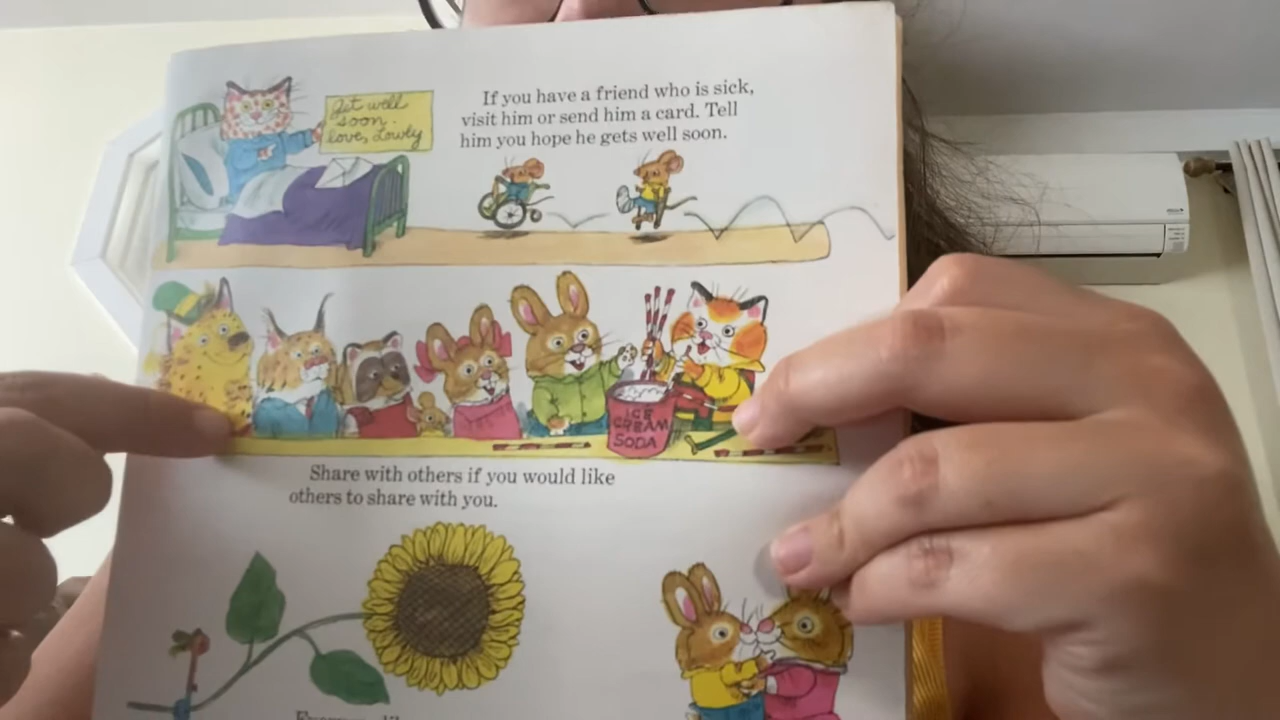 Get well
soon.
love, Lowly
If you have a friend who is sick,
visit him or send him a card. Tell
him you hope he gets well soon.
ICE
CREAM
SODA
Share with others if you would like
others to share with you.